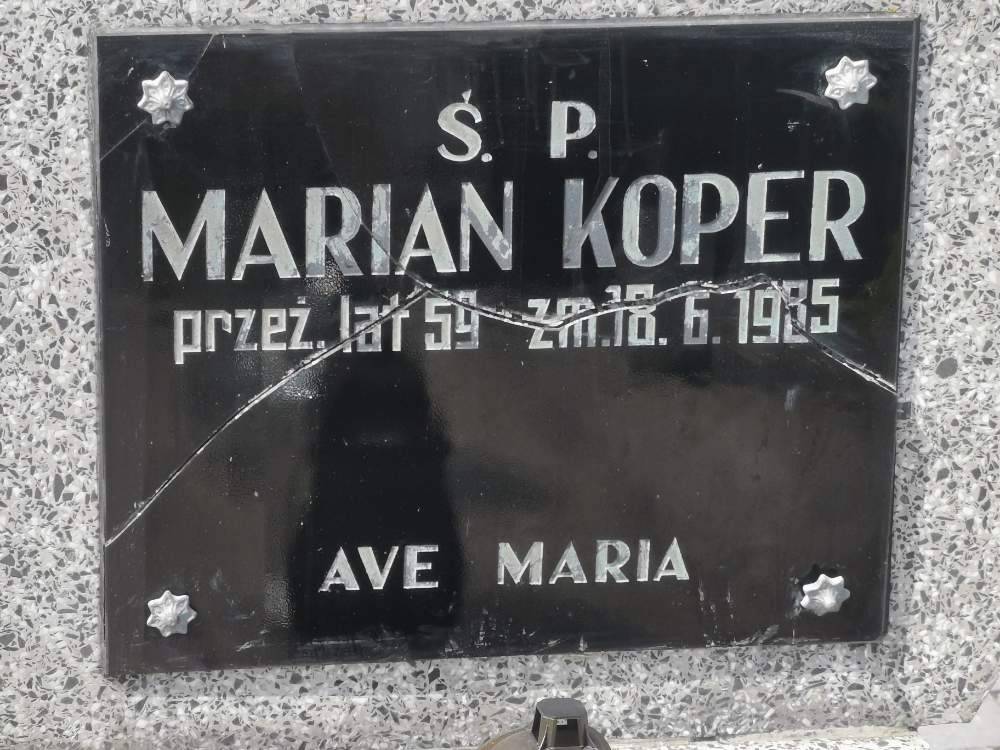 Ś. P.
MARIAN KOPER
przeż. lat 59 zm. 18. 6. 1985
AVE MARIA